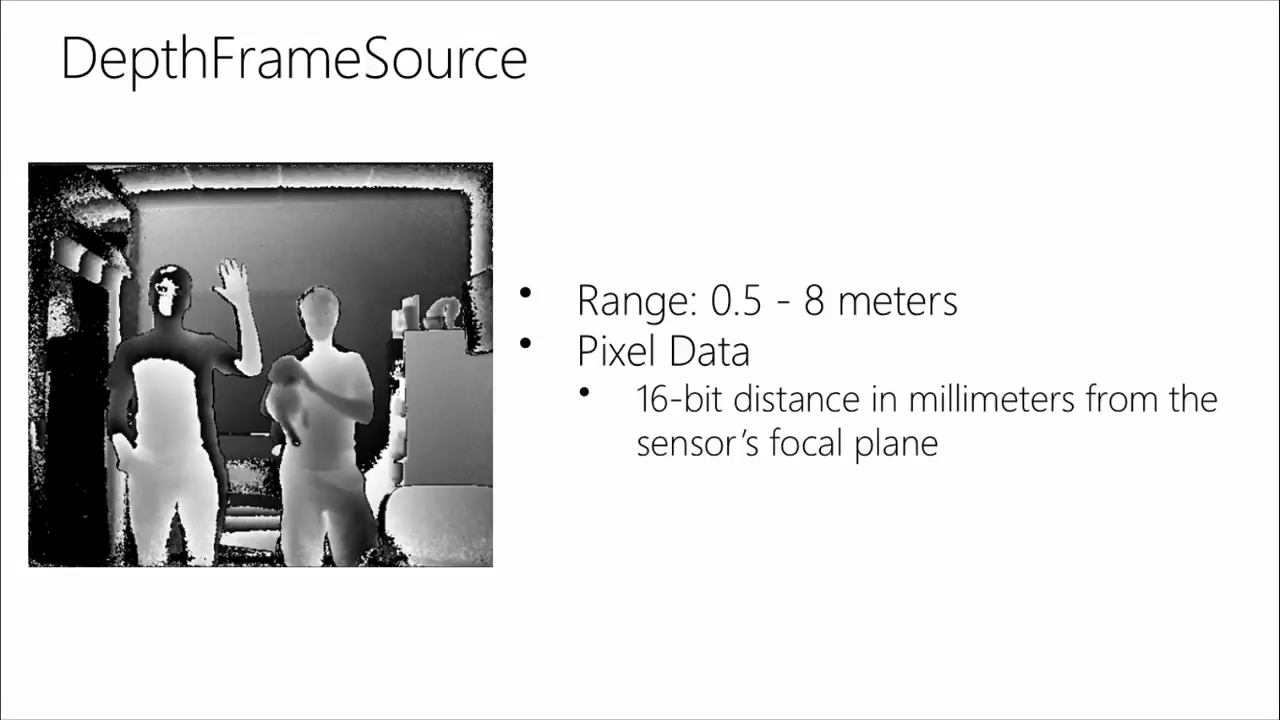 DepthFrameSource
• Range: 0.5 - 8 meters
• Pixel Data
• 16-bit distance in millimeters from the
sensor's focal plane